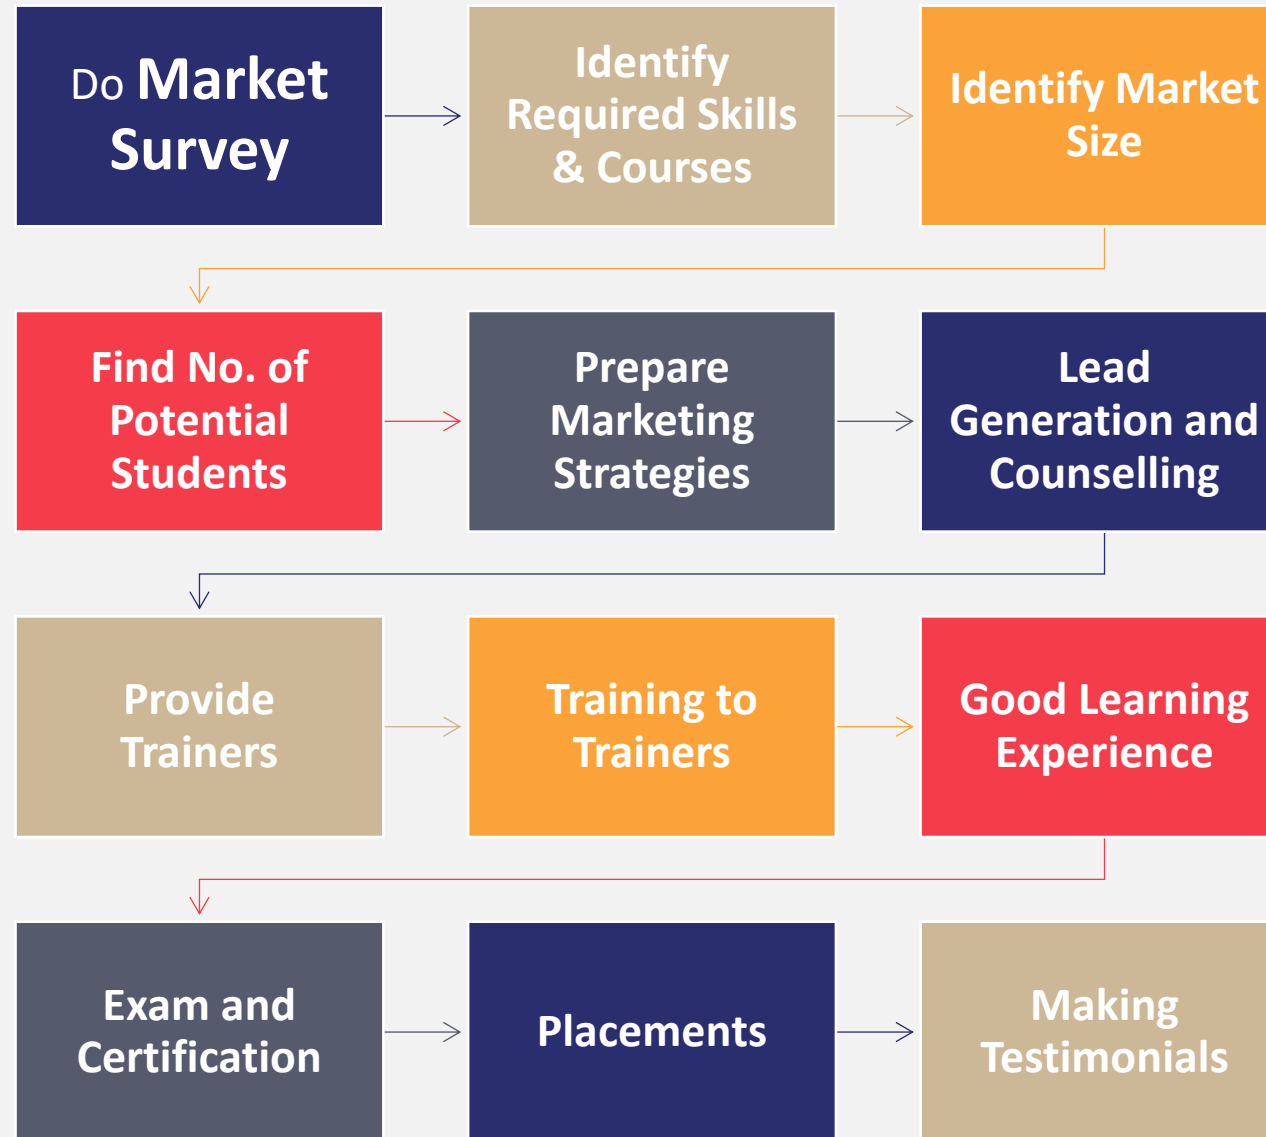 Do Market
Survey
Identify
Required Skills
& Courses
Identify Market
Size
Find No. of
Potential
Students
Prepare
Marketing
Strategies
Lead
Generation and
Counselling
Provide
Trainers
Training to
Trainers
Good Learning
Experience
Exam and
Certification
Placements
Making
Testimonials